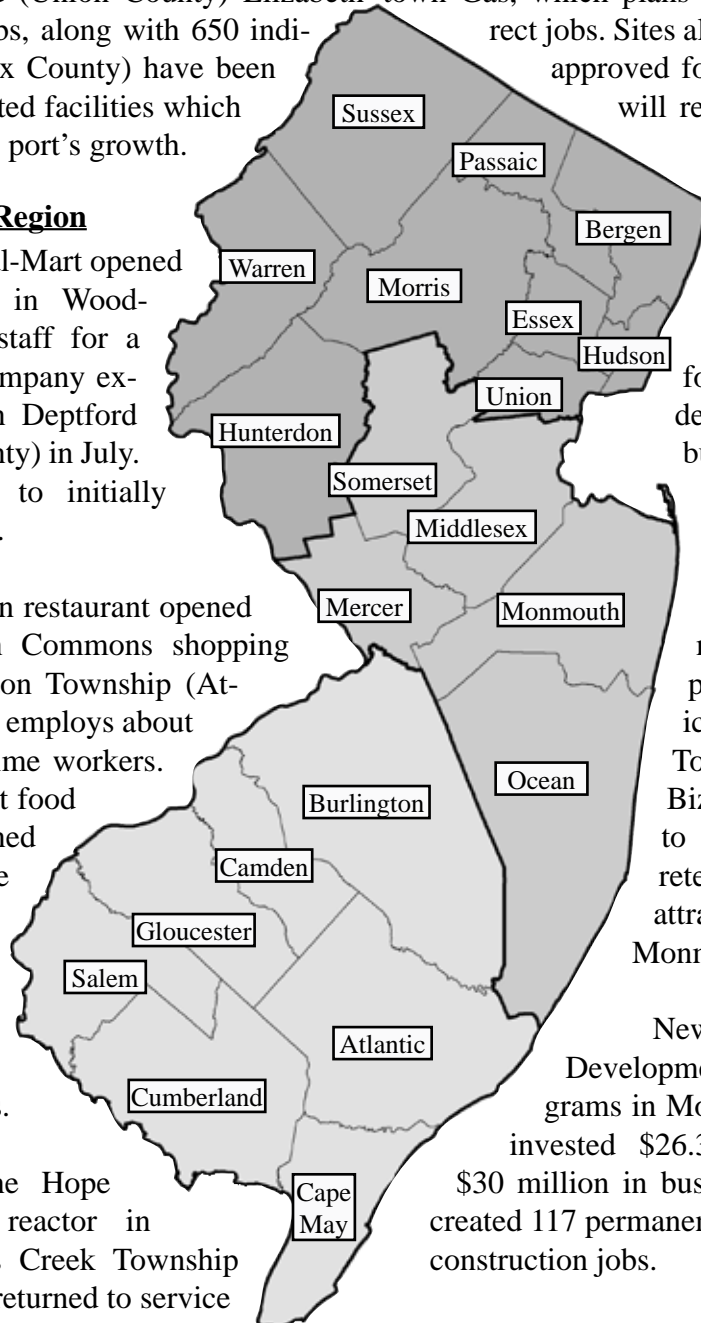 (Union County) Elizabeth town Gas, which plans
bs, along with 650 indi-
x County) have been
ted facilities which
port's growth.
Region
al-Mart opened
in Wood-
staff for a
mpany ex-
n Deptford
nty) in July.
to initially
.
n restaurant opened
n Commons shopping
on Township (At-
employs about
ime workers.
t food
ned
e
s.
ne Hope
reactor in
s Creek Township
returned to service
Sussex
Passaic
Bergen
Warren
Morris
Essex
Hudson
Union
Hunterdon
Somerset
Middlesex
Mercer
Monmouth
Ocean
Burlington
Camden
Gloucester
Salem
Atlantic
Cumberland
Cape
May
rect jobs. Sites al
approved fo
will re
fo
de
bu
r
p
ic
To
Biz
to
rete
attra
Monm
New
Developme
grams in Mo
invested $26.3
$30 million in bus
created 117 permanen
construction jobs.